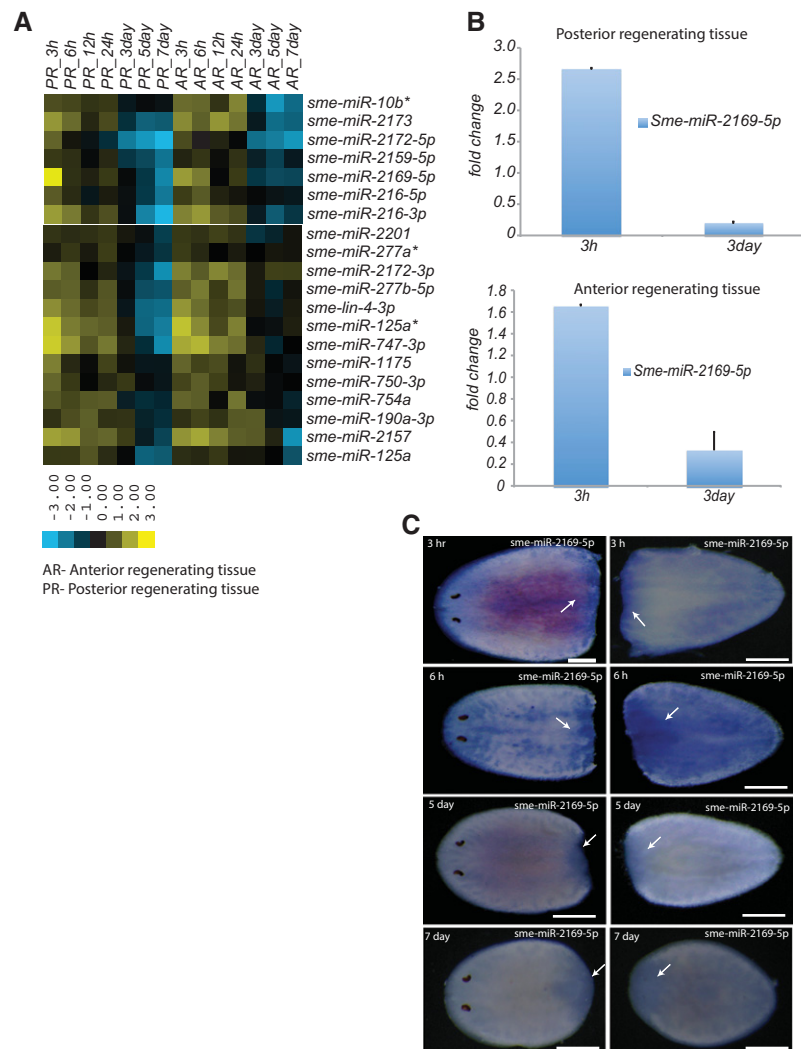 A
PR_3h
PR_6h
PR_12h
PR_24h
PR_3day
PR_5day
PR_7day
AR_3h
AR_6h
AR_12h
AR_24h
AR_3day
AR_5day
AR_7day
sme-miR-10b*
sme-miR-2173
sme-miR-2172-5p
sme-miR-2159-5p
sme-miR-2169-5p
sme-miR-216-5p
sme-miR-216-3p
sme-miR-2201
sme-miR-277a*
sme-miR-2172-3p
sme-miR-277b-5p
sme-lin-4-3p
sme-miR-125a*
sme-miR-747-3p
sme-miR-1175
sme-miR-750-3p
sme-miR-754a
sme-miR-190a-3p
sme-miR-2157
sme-miR-125a
-3.00
-2.00
-1.00
0.00
1.00
2.00
3.00
AR- Anterior regenerating tissue
PR- Posterior regenerating tissue
B
Posterior regenerating tissue
fold change
3.0
2.5
2.0
1.5
1.0
0.5
0
Sme-miR-2169-5p
3h
3day
Anterior regenerating tissue
fold change
1.8
1.6
1.4
1.2
1.0
0.8
0.6
0.4
0.2
0
Sme-miR-2169-5p
3h
3day
C
3 hr
sme-miR-2169-5p
3 h
sme-miR-2169-5p
6 h
sme-miR-2169-5p
6 h
sme-miR-2169-5p
5 day
sme-miR-2169-5p
5 day
sme-miR-2169-5p
7 day
sme-miR-2169-5p
7 day
sme-miR-2169-5p